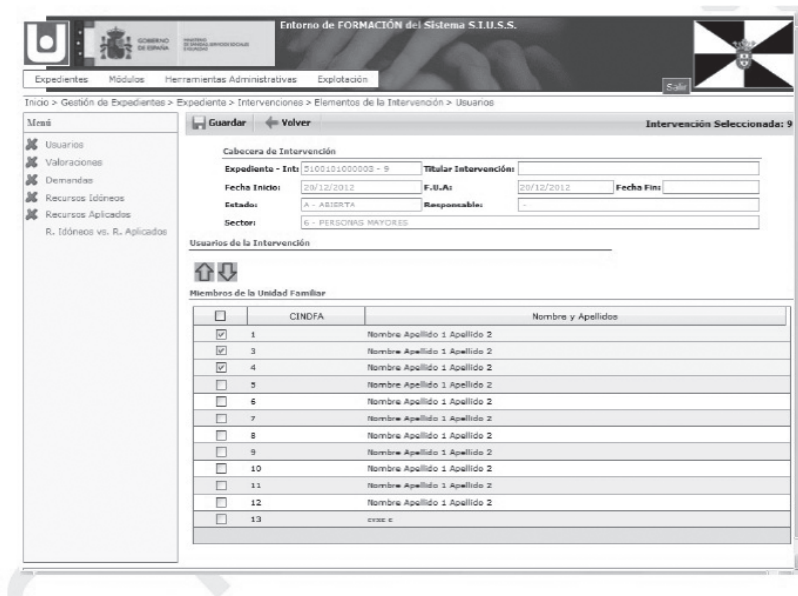 Entorno de FORMACIÓN del Sistema S.I.U.S.S.
GOBIERNO
DE ESPAÑA
Expedientes Módulos Herramientas Administrativas Explotación
Salir
Inicio > Gestión de Expedientes > Expediente > Intervenciones > Elementos de la Intervención > Usuarios
Menú
Usuarios
Valoraciones
Demandas
Recursos Idóneos
Recursos Aplicados
R. Idóneos vs. R. Aplicados
Guardar Volver Intervención Seleccionada: 9
Cabecera de Intervención
Expediente - Int: 5100101000003 - 9 Titular Intervención:
Fecha Inicio: 20/12/2012 F.U.A: 20/12/2012 Fecha Fin:
Estado: A - ABIERTA Responsable: -
Sector: 6 - PERSONAS MAYORES
Usuarios de la Intervención
Miembros de la Unidad Familiar
CINDFA Nombre y Apellidos
1 Nombre Apellido 1 Apellido 2
3 Nombre Apellido 1 Apellido 2
4 Nombre Apellido 1 Apellido 2
5 Nombre Apellido 1 Apellido 2
6 Nombre Apellido 1 Apellido 2
7 Nombre Apellido 1 Apellido 2
8 Nombre Apellido 1 Apellido 2
9 Nombre Apellido 1 Apellido 2
10 Nombre Apellido 1 Apellido 2
11 Nombre Apellido 1 Apellido 2
12 Nombre Apellido 1 Apellido 2
13